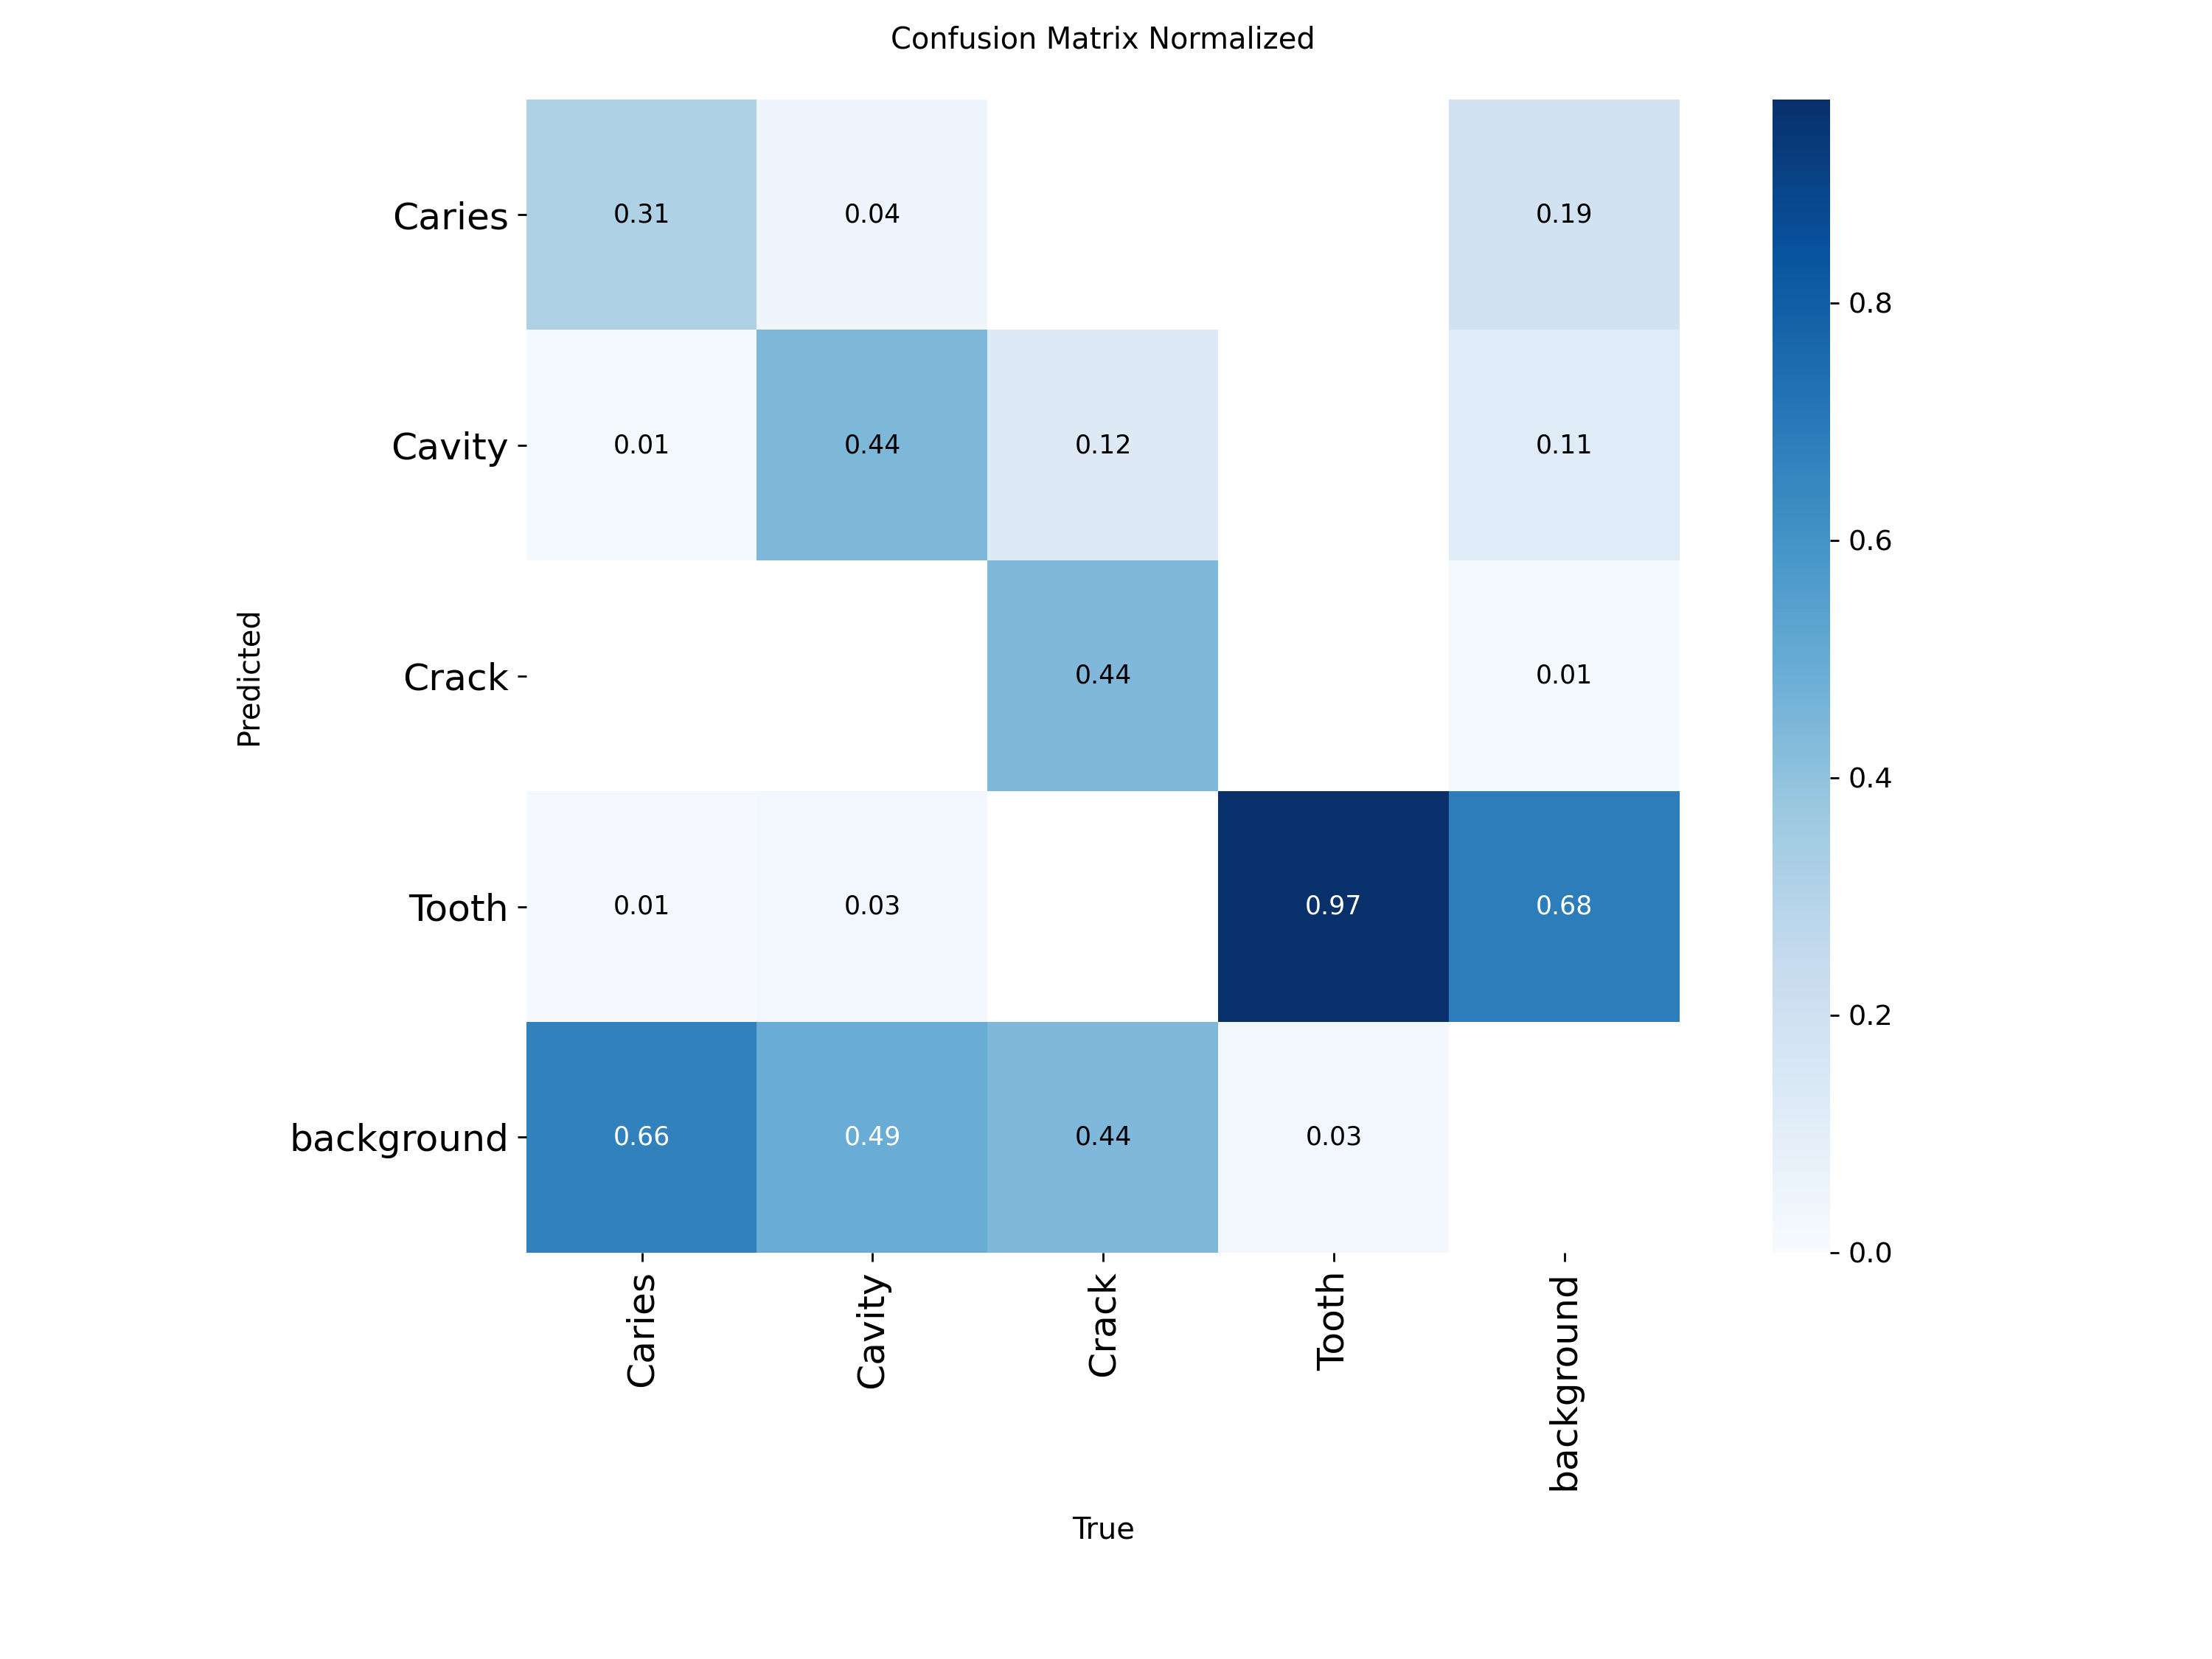 Confusion Matrix Normalized
Caries 0.31 0.04 0.19
Cavity 0.01 0.44 0.12 0.11
Crack 0.44 0.01
Tooth 0.01 0.03 0.97 0.68
background 0.66 0.49 0.44 0.03
Caries Cavity Crack Tooth background
Predicted
True
0.8
0.6
0.4
0.2
0.0